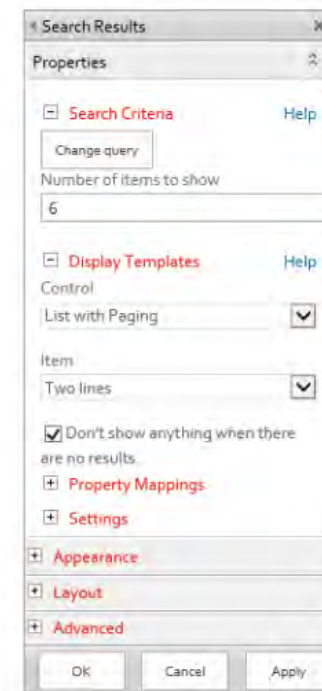 Search Results
Properties
Search Criteria Help
Change query
Number of items to show
6
Display Templates Help
Control
List with Paging
Item
Two lines
Don't show anything when there
are no results.
Property Mappings
Settings
Appearance
Layout
Advanced
OK Cancel Apply